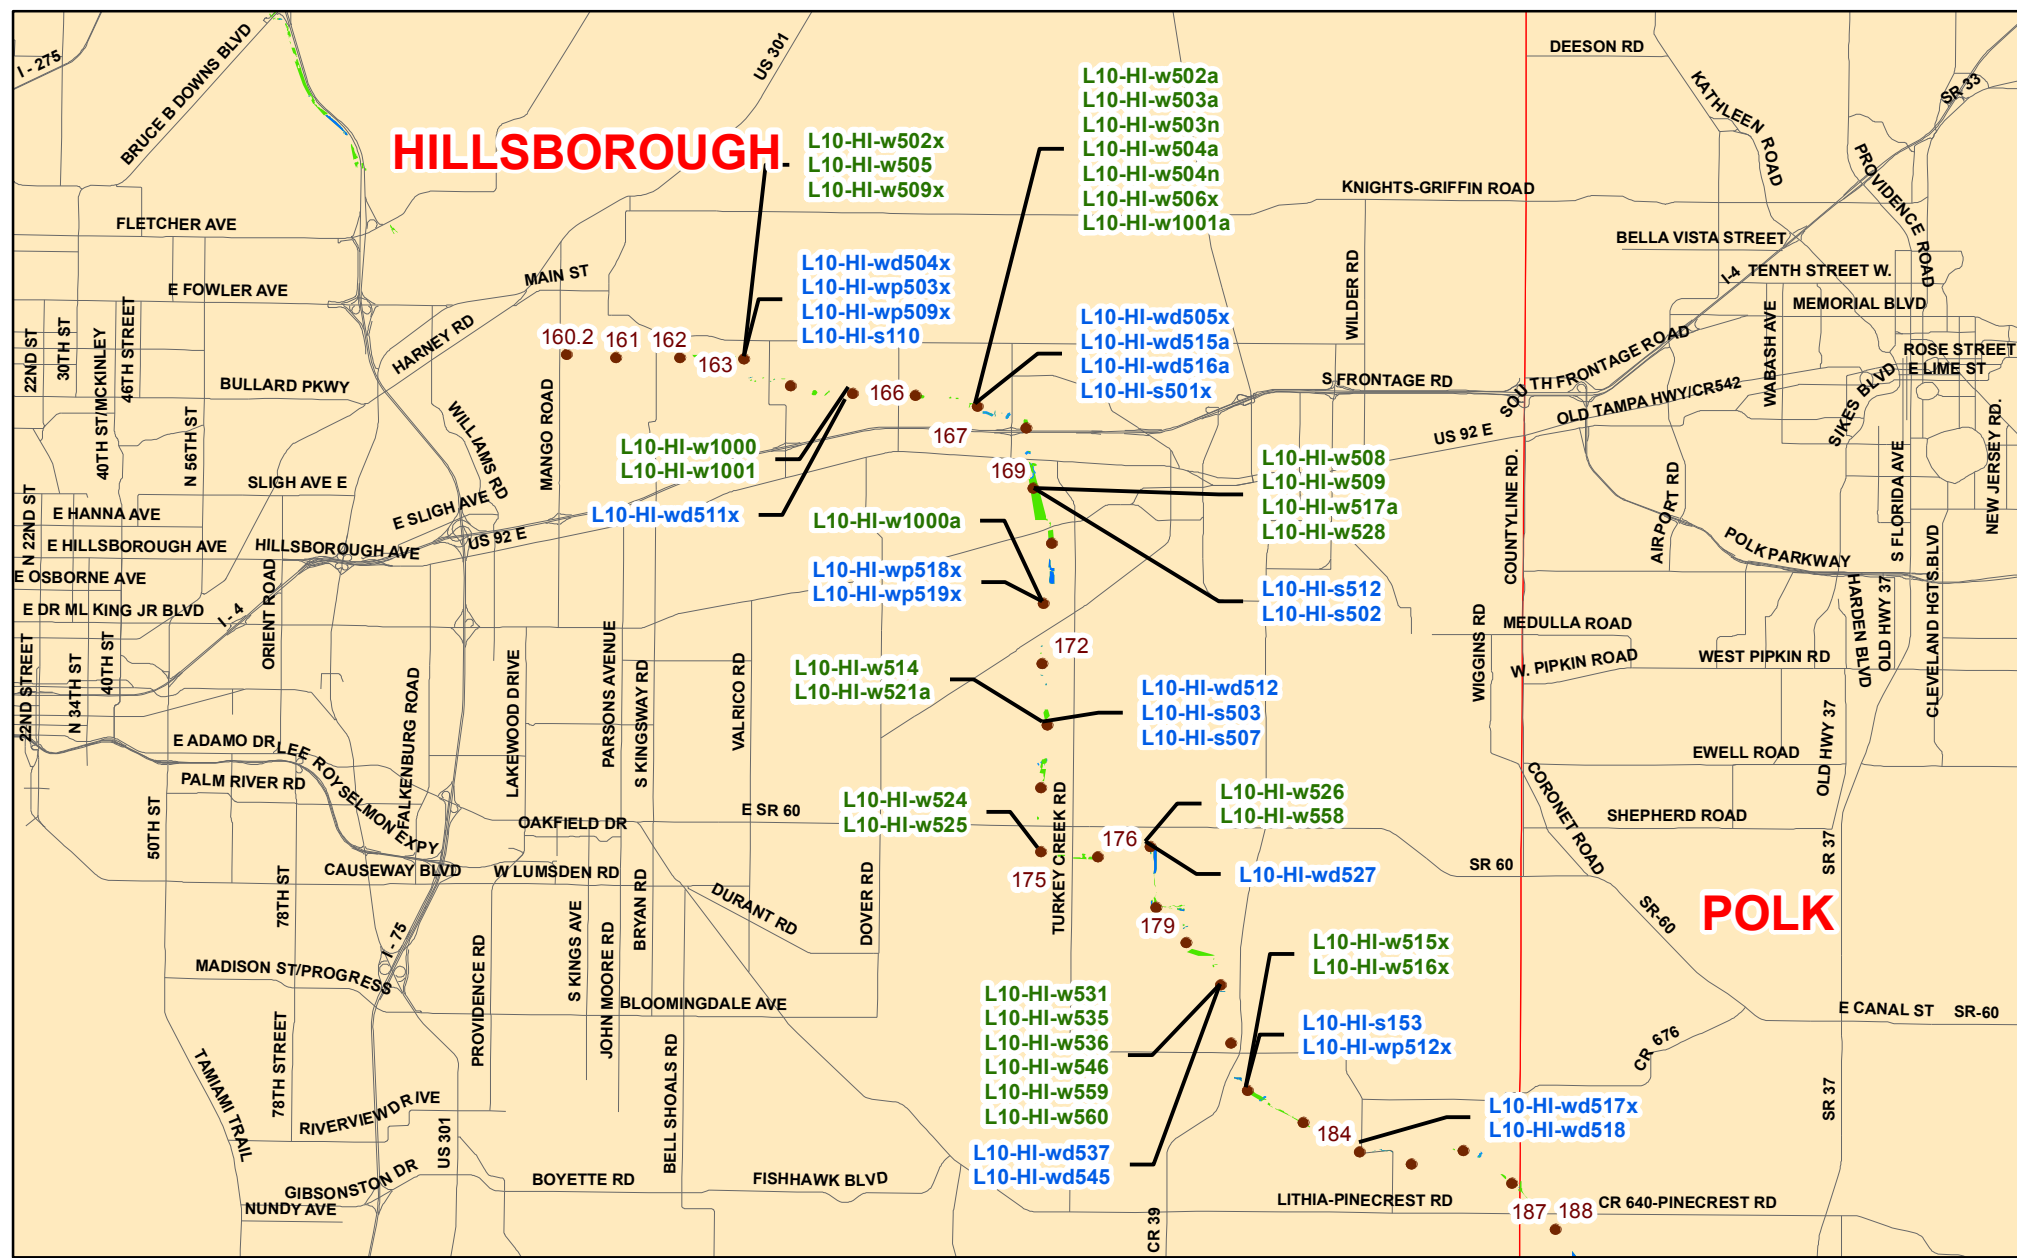 I - 275
BRUCE B DOWNS BLVD
US 301
DEESON RD
KATHLEEN ROAD
SR 33
PROVIDENCE ROAD
HILLSBOROUGH
L10-HI-w502x
L10-HI-w505
L10-HI-w509x
L10-HI-w502a
L10-HI-w503a
L10-HI-w503n
L10-HI-w504a
L10-HI-w504n
L10-HI-w506x
L10-HI-w1001a
KNIGHTS-GRIFFIN ROAD
FLETCHER AVE
BELLA VISTA STREET
TENTH STREET W.
I-4
MEMORIAL BLVD
E FOWLER AVE
MAIN ST
L10-HI-wd504x
L10-HI-wp503x
L10-HI-wp509x
L10-HI-s110
L10-HI-wd505x
L10-HI-wd515a
L10-HI-wd516a
L10-HI-s501x
WILDER RD
WABASH AVE
ROSE STREET
E LIME ST
22ND ST
30TH ST
40TH ST/MCKINLEY
46TH STREET
HARNEY RD
160.2
161
162
163
166
167
169
BULLARD PKWY
S FRONTAGE RD
SOUTH FRONTAGE ROAD
OLD TAMPA HWY/CR542
SIKES BLVD
US 92 E
N 56TH ST
WILLIAMS RD
MANGO ROAD
L10-HI-w1000
L10-HI-w1001
L10-HI-wd511x
L10-HI-w508
L10-HI-w509
L10-HI-w517a
L10-HI-w528
COUNTYLINE RD.
AIRPORT RD
S FLORIDA AVE
NEW JERSEY RD.
SLIGH AVE E
E SLIGH AVE
US 92 E
N 22ND ST
E HANNA AVE
E HILLSBOROUGH AVE
HILLSBOROUGH AVE
E OSBORNE AVE
E DR ML KING JR BLVD
I - 4
ORIENT ROAD
L10-HI-w1000a
L10-HI-wp518x
L10-HI-wp519x
L10-HI-s512
L10-HI-s502
POLK PARKWAY
HARDEN BLVD
OLD HWY 37
CLEVELAND HGTS.BLVD
MEDULLA ROAD
WIGGINS RD
W. PIPKIN ROAD
WEST PIPKIN RD
22ND STREET
N 34TH ST
40TH ST
FALKENBURG ROAD
LAKEWOOD DRIVE
PARSONS AVENUE
S KINGSWAY RD
VALRICO RD
172
L10-HI-w514
L10-HI-w521a
L10-HI-wd512
L10-HI-s503
L10-HI-s507
E ADAMO DR
LEE ROY SELMON EXPY
PALM RIVER RD
EWELL ROAD
OLD HWY 37
CORONET ROAD
SHEPHERD ROAD
50TH ST
OAKFIELD DR
E SR 60
L10-HI-w524
L10-HI-w525
TURKEY CREEK RD
L10-HI-w526
L10-HI-w558
176
175
L10-HI-wd527
SR 60
SR 37
CAUSEWAY BLVD
W LUMSDEN RD
78TH ST
BRYAN RD
DURANT RD
DOVER RD
179
SR-60
POLK
I - 75
MADISON ST/PROGRESS
PROVIDENCE RD
S KINGS AVE
JOHN MOORE RD
BLOOMINGDALE AVE
L10-HI-w515x
L10-HI-w516x
L10-HI-w531
L10-HI-w535
L10-HI-w536
L10-HI-w546
L10-HI-w559
L10-HI-w560
L10-HI-s153
L10-HI-wp512x
E CANAL ST
SR-60
CR 676
TAMIAMI TRAIL
78TH STREET
RIVERVIEW DRIVE
US 301
BELL SHOALS RD
L10-HI-wd537
L10-HI-wd545
184
L10-HI-wd517x
L10-HI-wd518
SR 37
GIBSONSTON DR
NUNDY AVE
BOYETTE RD
FISHHAWK BLVD
CR 39
LITHIA-PINECREST RD
187
188
CR 640-PINECREST RD